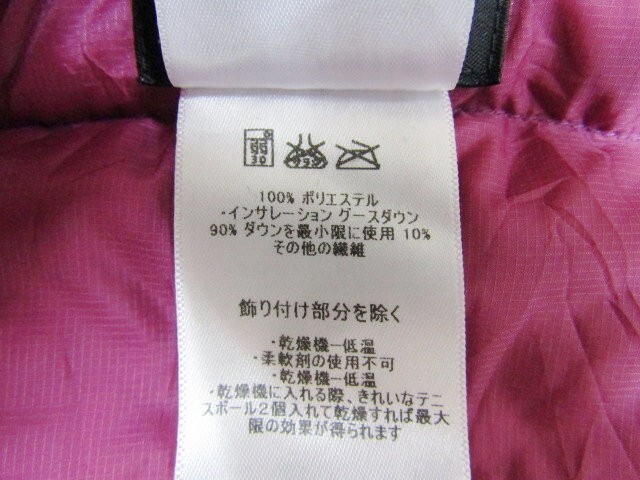 100% ポリエステル
・インサレーション グースダウン
90% ダウンを最小限に使用 10%
その他の繊維
飾り付け部分を除く
・乾燥機ー低温
・柔軟剤の使用不可
・乾燥機ー低温
・乾燥機に入れる際、きれいなテニ
スボール2個入れて乾燥すれば最大
限の効果が得られます